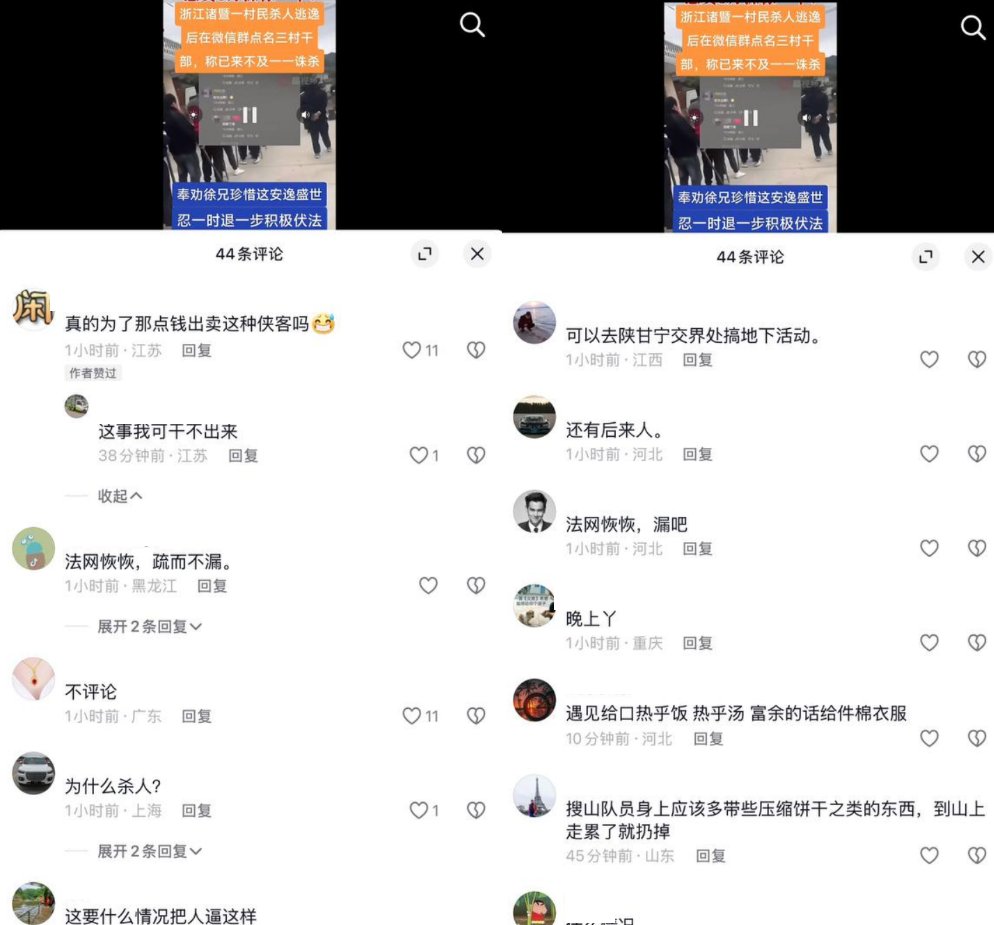 浙江诸暨一村民杀人逃逸
后在微信群点名三村干
部，称已来不及一一诛杀
奉劝徐兄珍惜这安逸盛世
忍一时退一步积极伏法
44条评论
闲
真的为了那点钱出卖这种侠客吗😅
1小时前·江苏 回复
11
作者赞过
这事我可干不出来
38分钟前·江苏 回复
1
收起
法网恢恢，疏而不漏。
1小时前·黑龙江 回复
展开2条回复
不评论
1小时前·广东 回复
11
为什么杀人?
1小时前·上海 回复
1
展开2条回复
这要什么情况把人逼这样
浙江诸暨一村民杀人逃逸
后在微信群点名三村干
部，称已来不及一一诛杀
奉劝徐兄珍惜这安逸盛世
忍一时退一步积极伏法
44条评论
可以去陕甘宁交界处搞地下活动。
1小时前·江西 回复
还有后来人。
1小时前·河北 回复
法网恢恢，漏吧
1小时前·河北 回复
晚上丫
1小时前·重庆 回复
遇见给口热乎饭 热乎汤 富余的话给件棉衣服
10分钟前·河北 回复
搜山队员身上应该多带些压缩饼干之类的东西，到山上
走累了就扔掉
45分钟前·山东 回复